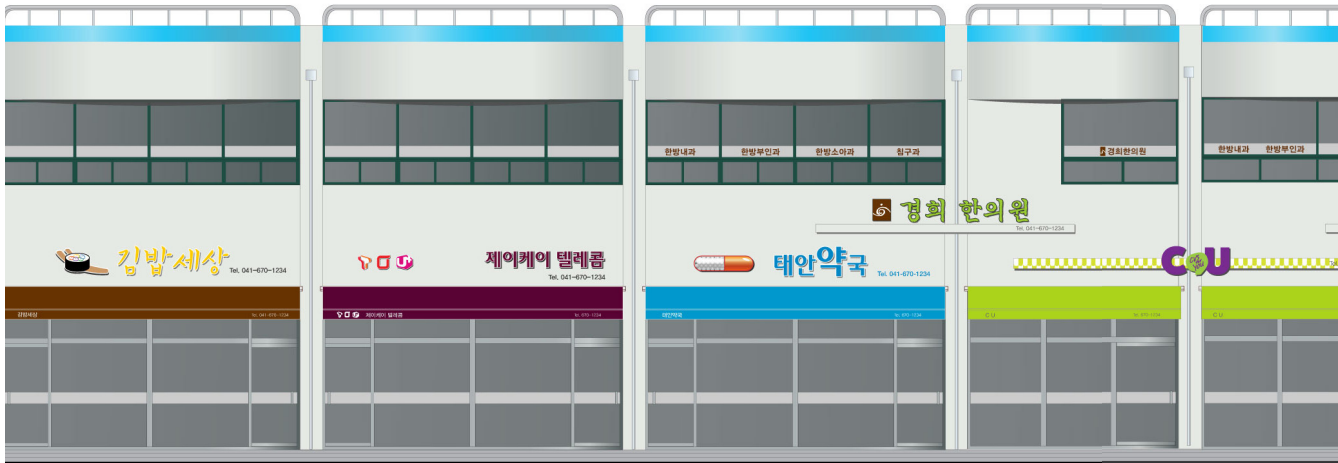 한방내과 한방부인과 한방소아과 침구과
경희한의원
한방내과 한방부인과
경희 한의원
Tel. 041-670-1234
김밥세상
Tel. 041-670-1234
제이케이 텔레콤
Tel. 041-670-1234
태안약국
Tel. 041-670-1234
CU
김밥세상
Tel. 041-670-1234
제이케이 텔레콤
Tel. 670-1234
태안약국
Tel. 670-1234
CU
Tel. 670-1234
CU